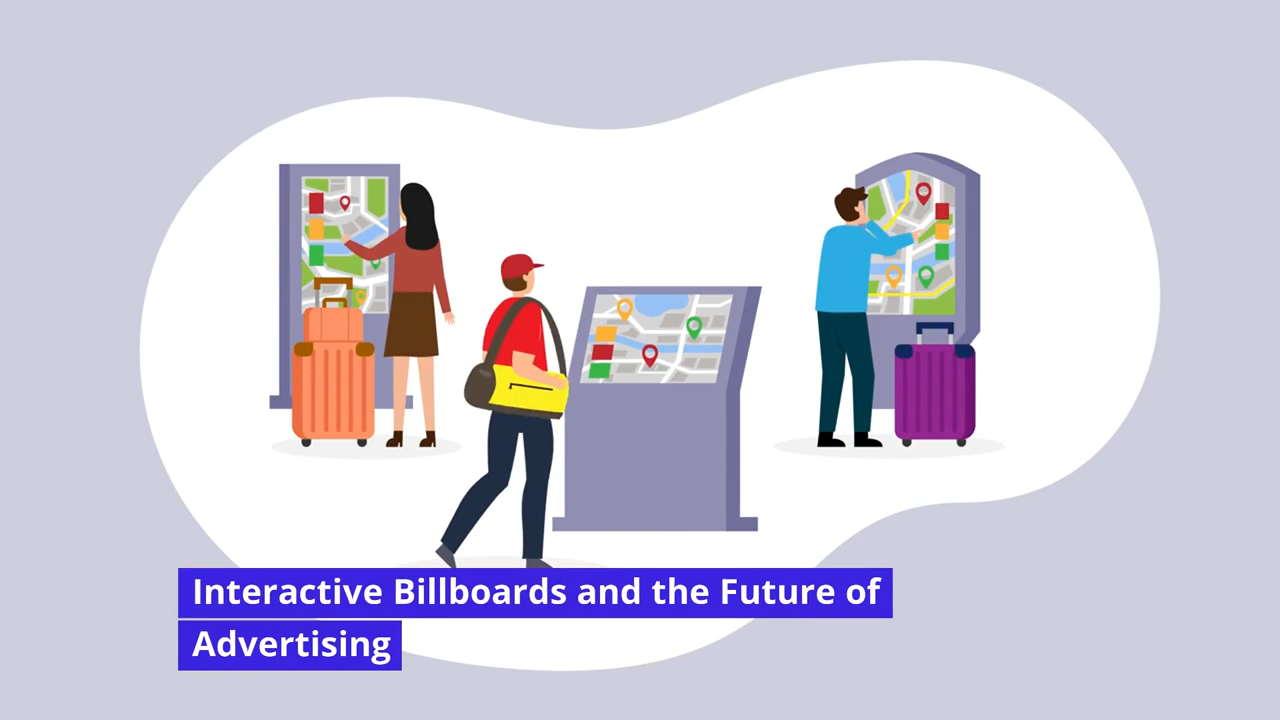 Interactive Billboards and the Future of
Advertising